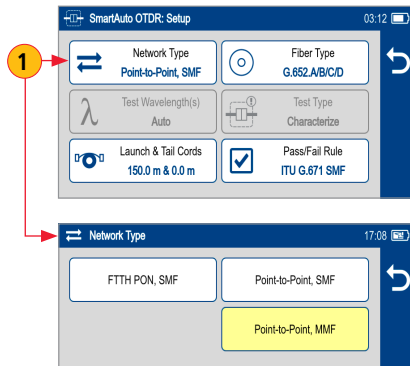 SmartAuto OTDR: Setup 03:12
1
Network Type
Point-to-Point, SMF
Fiber Type
G.652.A/B/C/D
λ
Test Wavelength(s)
Auto
Test Type
Characterize
Launch & Tail Cords
150.0 m & 0.0 m
Pass/Fail Rule
ITU G.671 SMF
Network Type 17:08
FTTH PON, SMF
Point-to-Point, SMF
Point-to-Point, MMF